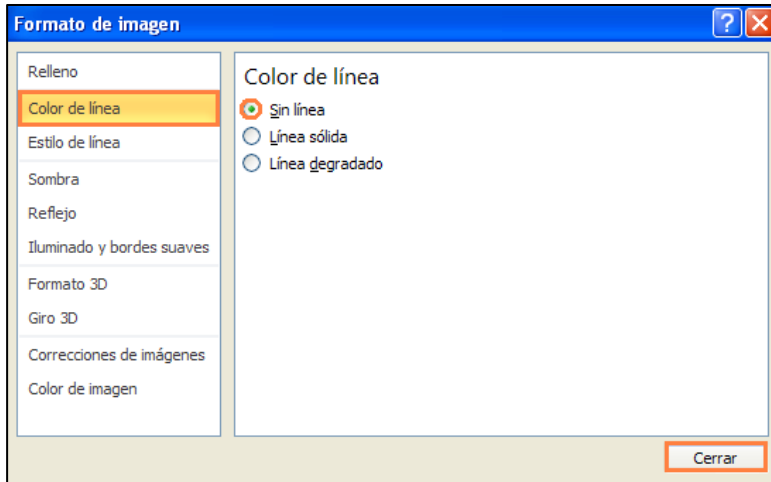 Formato de imagen
Relleno
Color de línea
Estilo de línea
Sombra
Reflejo
Iluminado y bordes suaves
Formato 3D
Giro 3D
Correcciones de imágenes
Color de imagen
Color de línea
Sin línea
Línea sólida
Línea degradado
Cerrar